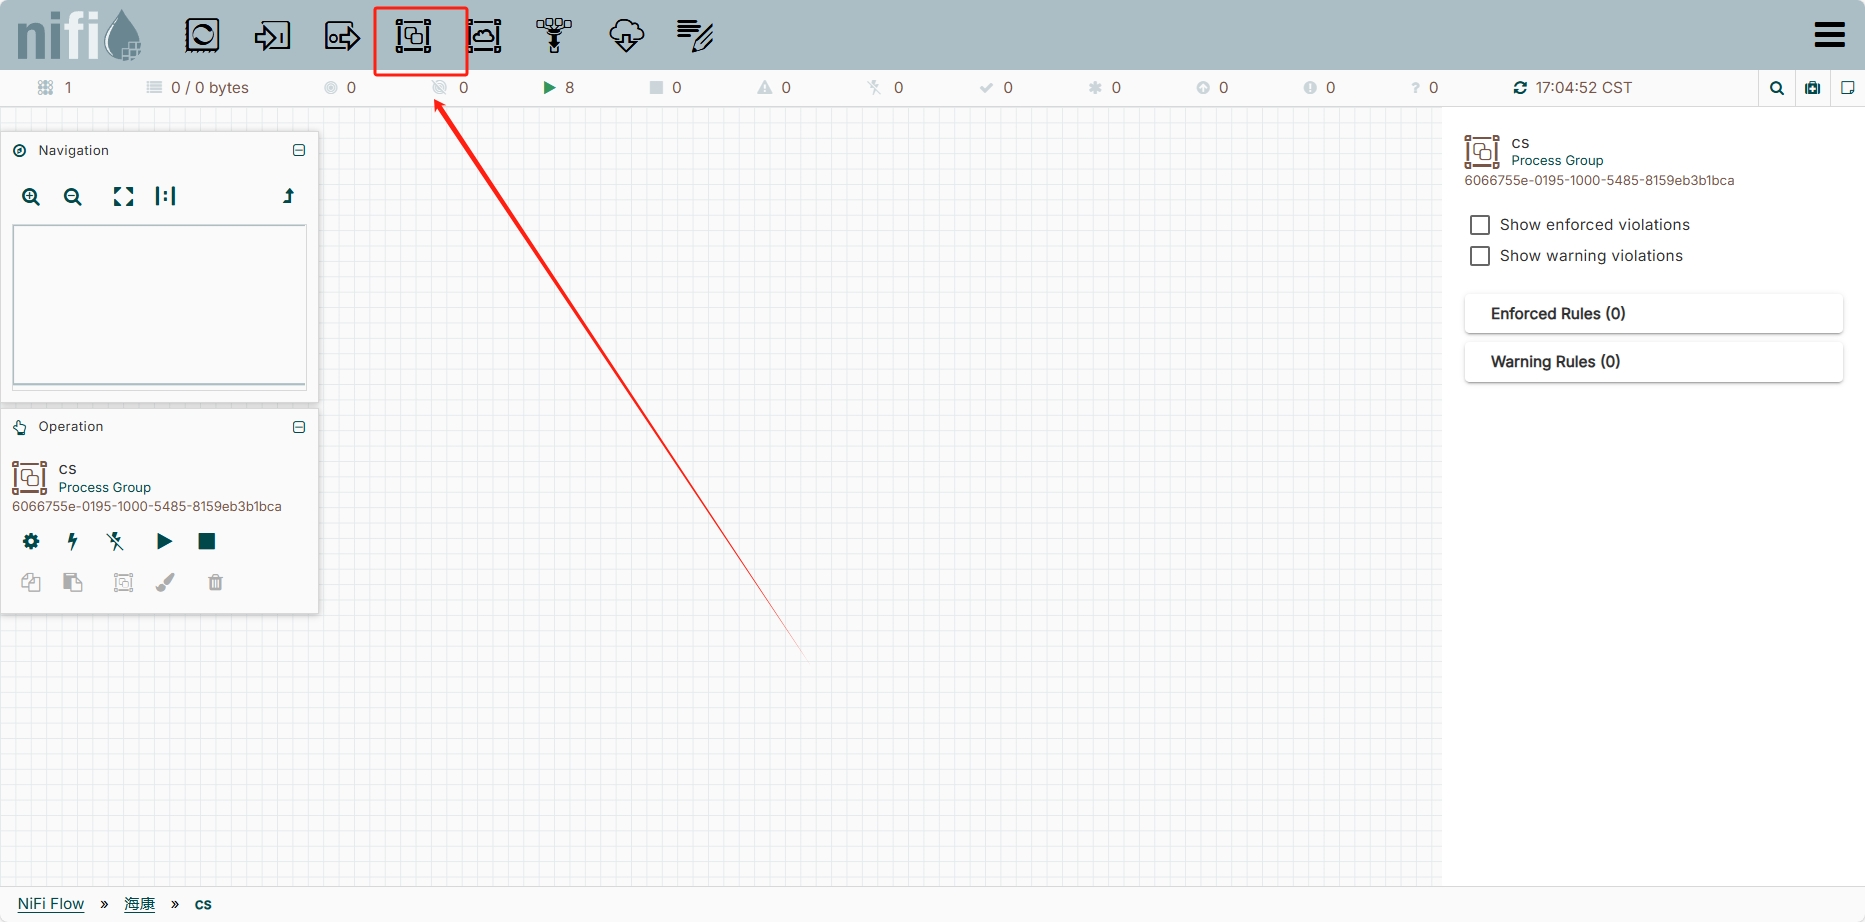 nifi
1
0 / 0 bytes
0
0
8
0
0
0
0
0
0
0
? 0
17:04:52 CST
Navigation
Operation
cs
Process Group
6066755e-0195-1000-5485-8159eb3b1bca
cs
Process Group
6066755e-0195-1000-5485-8159eb3b1bca
Show enforced violations
Show warning violations
Enforced Rules (0)
Warning Rules (0)
NiFi Flow » 海康 » cs